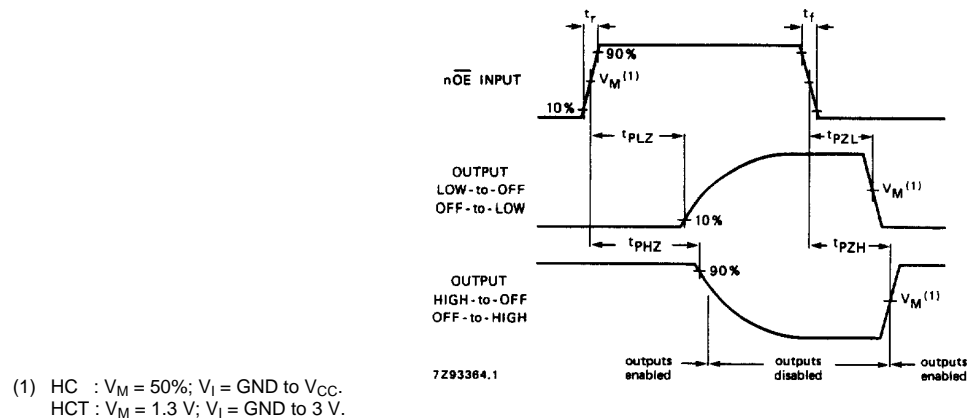 tr
tf
90%
nOE INPUT
VM(1)
10%
tPLZ
tPZL
OUTPUT
LOW-to-OFF
OFF-to-LOW
VM(1)
10%
tPHZ
tPZH
90%
OUTPUT
HIGH-to-OFF
OFF-to-HIGH
VM(1)
outputs enabled
outputs disabled
outputs enabled
7Z93364.1
(1) HC : VM = 50%; VI = GND to VCC.
HCT : VM = 1.3 V; VI = GND to 3 V.